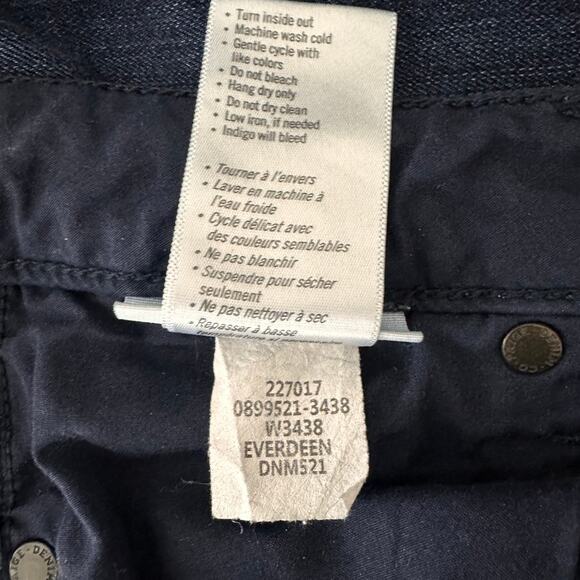 • Turn inside out
• Machine wash cold
• Gentle cycle with
like colors
• Do not bleach
• Hang dry only
• Do not dry clean
• Low iron, if needed
• Indigo will bleed
• Tourner à l'envers
• Laver en machine à
l'eau froide
• Cycle délicat avec
des couleurs semblables
• Ne pas blanchir
• Suspendre pour sécher
seulement
• Ne pas nettoyer à sec
• Repasser à basse
227017
0899521-3438
W3438
EVERDEEN
DNM521